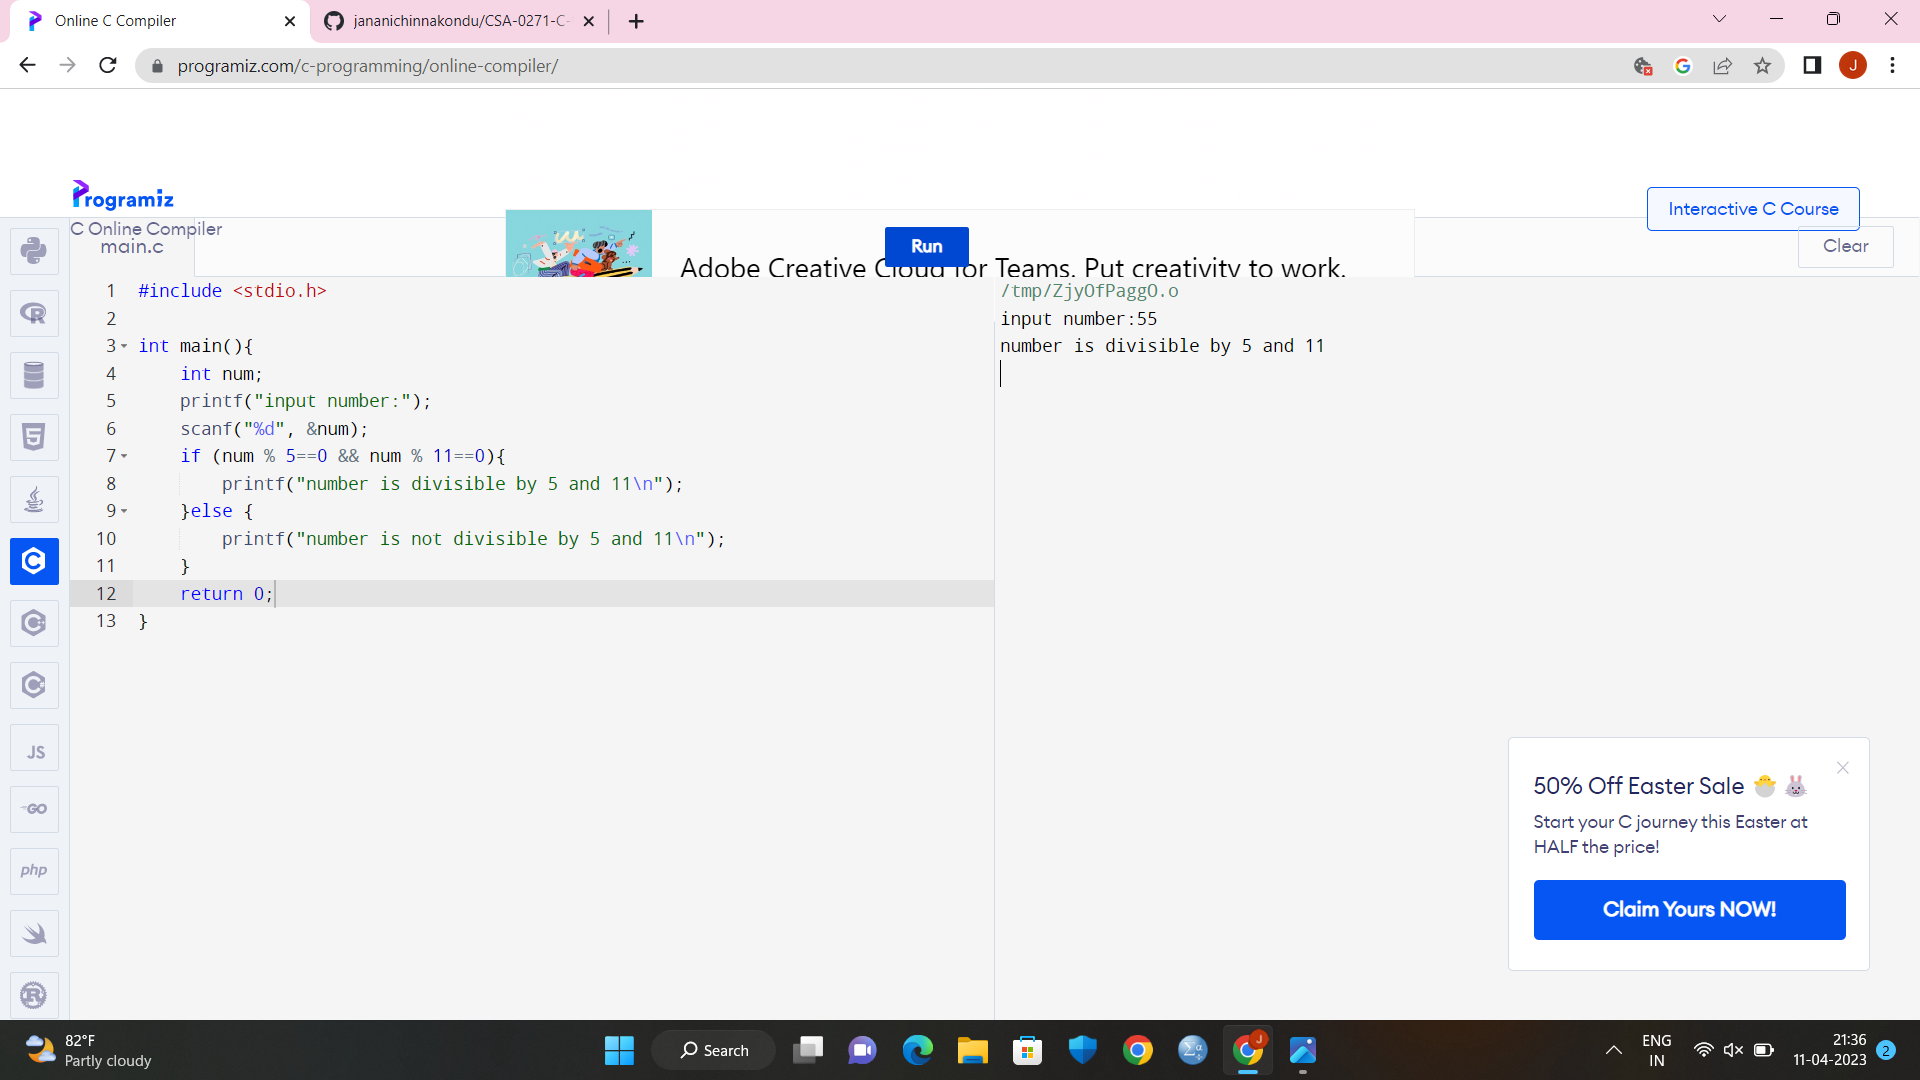 Online C Compiler
jananichinnakondu/CSA-0271-C-
programiz.com/c-programming/online-compiler/
J
Programiz
Interactive C Course
C Online Compiler
main.c
Run
Adobe Creative Cloud for Teams. Put creativity to work.
Clear
1 #include <stdio.h>
2
3 int main(){
4 int num;
5 printf("input number:");
6 scanf("%d", &num);
7 if (num % 5==0 && num % 11==0){
8 printf("number is divisible by 5 and 11\n");
9 }else {
10 printf("number is not divisible by 5 and 11\n");
11 }
12 return 0;
13 }
/tmp/ZjyOfPaggO.o
input number:55
number is divisible by 5 and 11
JS
GO
php
50% Off Easter Sale 🐣 🐰
Start your C journey this Easter at
HALF the price!
Claim Yours NOW!
82°F
Partly cloudy
Search
J
ENG
IN
21:36
11-04-2023
2